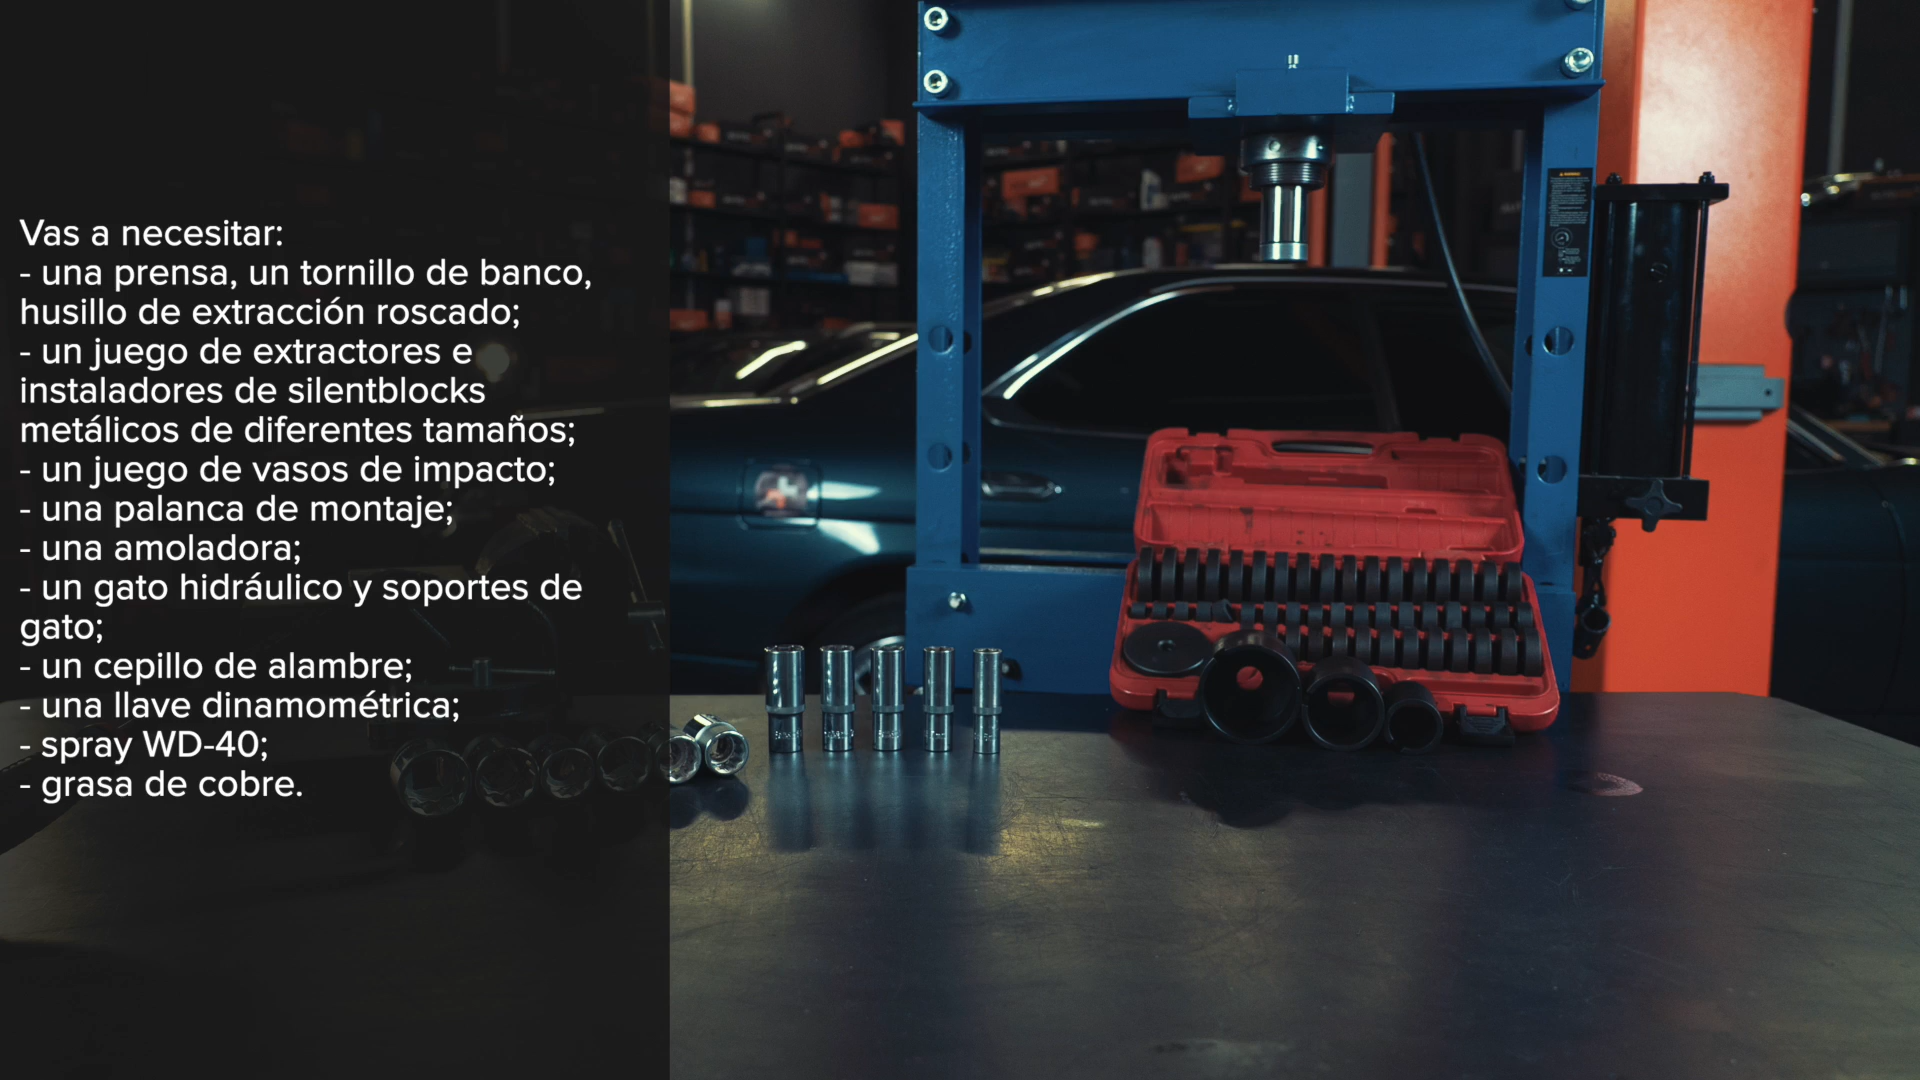 Vas a necesitar:
- una prensa, un tornillo de banco,
husillo de extracción roscado;
- un juego de extractores e
instaladores de silentblocks
metálicos de diferentes tamaños;
- un juego de vasos de impacto;
- una palanca de montaje;
- una amoladora;
- un gato hidráulico y soportes de
gato;
- un cepillo de alambre;
- una llave dinamométrica;
- spray WD-40;
- grasa de cobre.